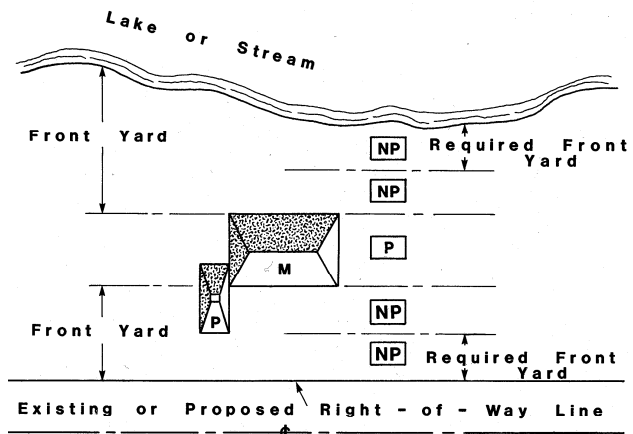 Lake or Stream
Front Yard
NP
Required Front
Yard
NP
P
M
P
NP
Front Yard
NP
Required Front
Yard
Existing or Proposed Right-of-Way Line